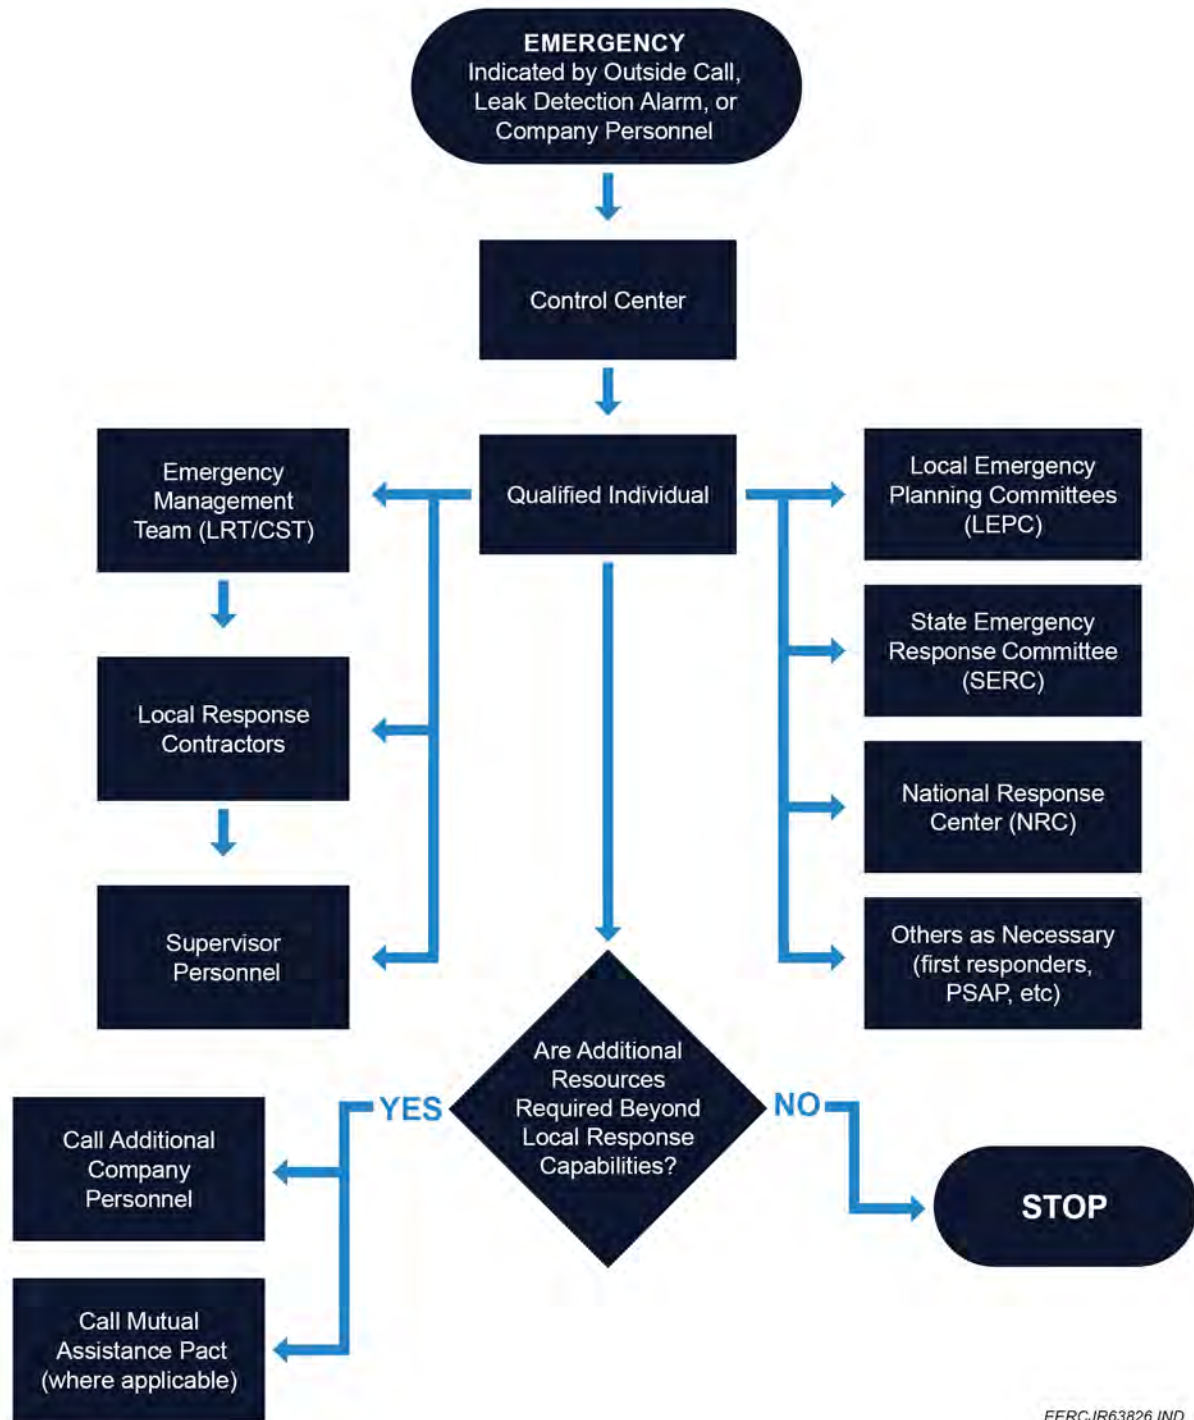 EMERGENCY
Indicated by Outside Call,
Leak Detection Alarm, or
Company Personnel
Control Center
Qualified Individual
Emergency
Management
Team (LRT/CST)
Local Response
Contractors
Supervisor
Personnel
Local Emergency
Planning Committees
(LEPC)
State Emergency
Response Committee
(SERC)
National Response
Center (NRC)
Others as Necessary
(first responders,
PSAP, etc)
Are Additional
Resources
Required Beyond
Local Response
Capabilities?
YES
NO
Call Additional
Company
Personnel
Call Mutual
Assistance Pact
(where applicable)
STOP
EERCJR63826.IND